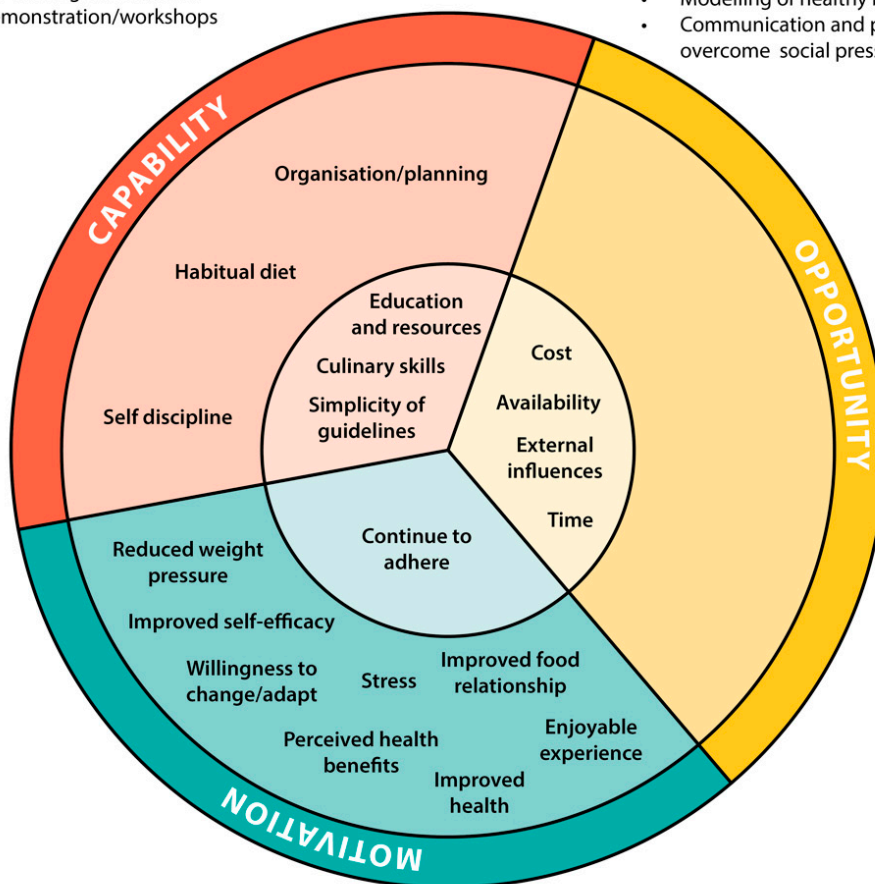 monstration/workshops
•
Communication and p
overcome social press
CAPABILITY
Organisation/planning
Habitual diet
Self discipline
Education
and resources
Culinary skills
Simplicity of
guidelines
OPPORTUNITY
Cost
Availability
External
influences
Time
Continue to
adhere
Reduced weight
pressure
Improved self-efficacy
Willingness to
change/adapt
Stress
Improved food
relationship
Perceived health
benefits
Enjoyable
experience
Improved
health
MOTIVATION